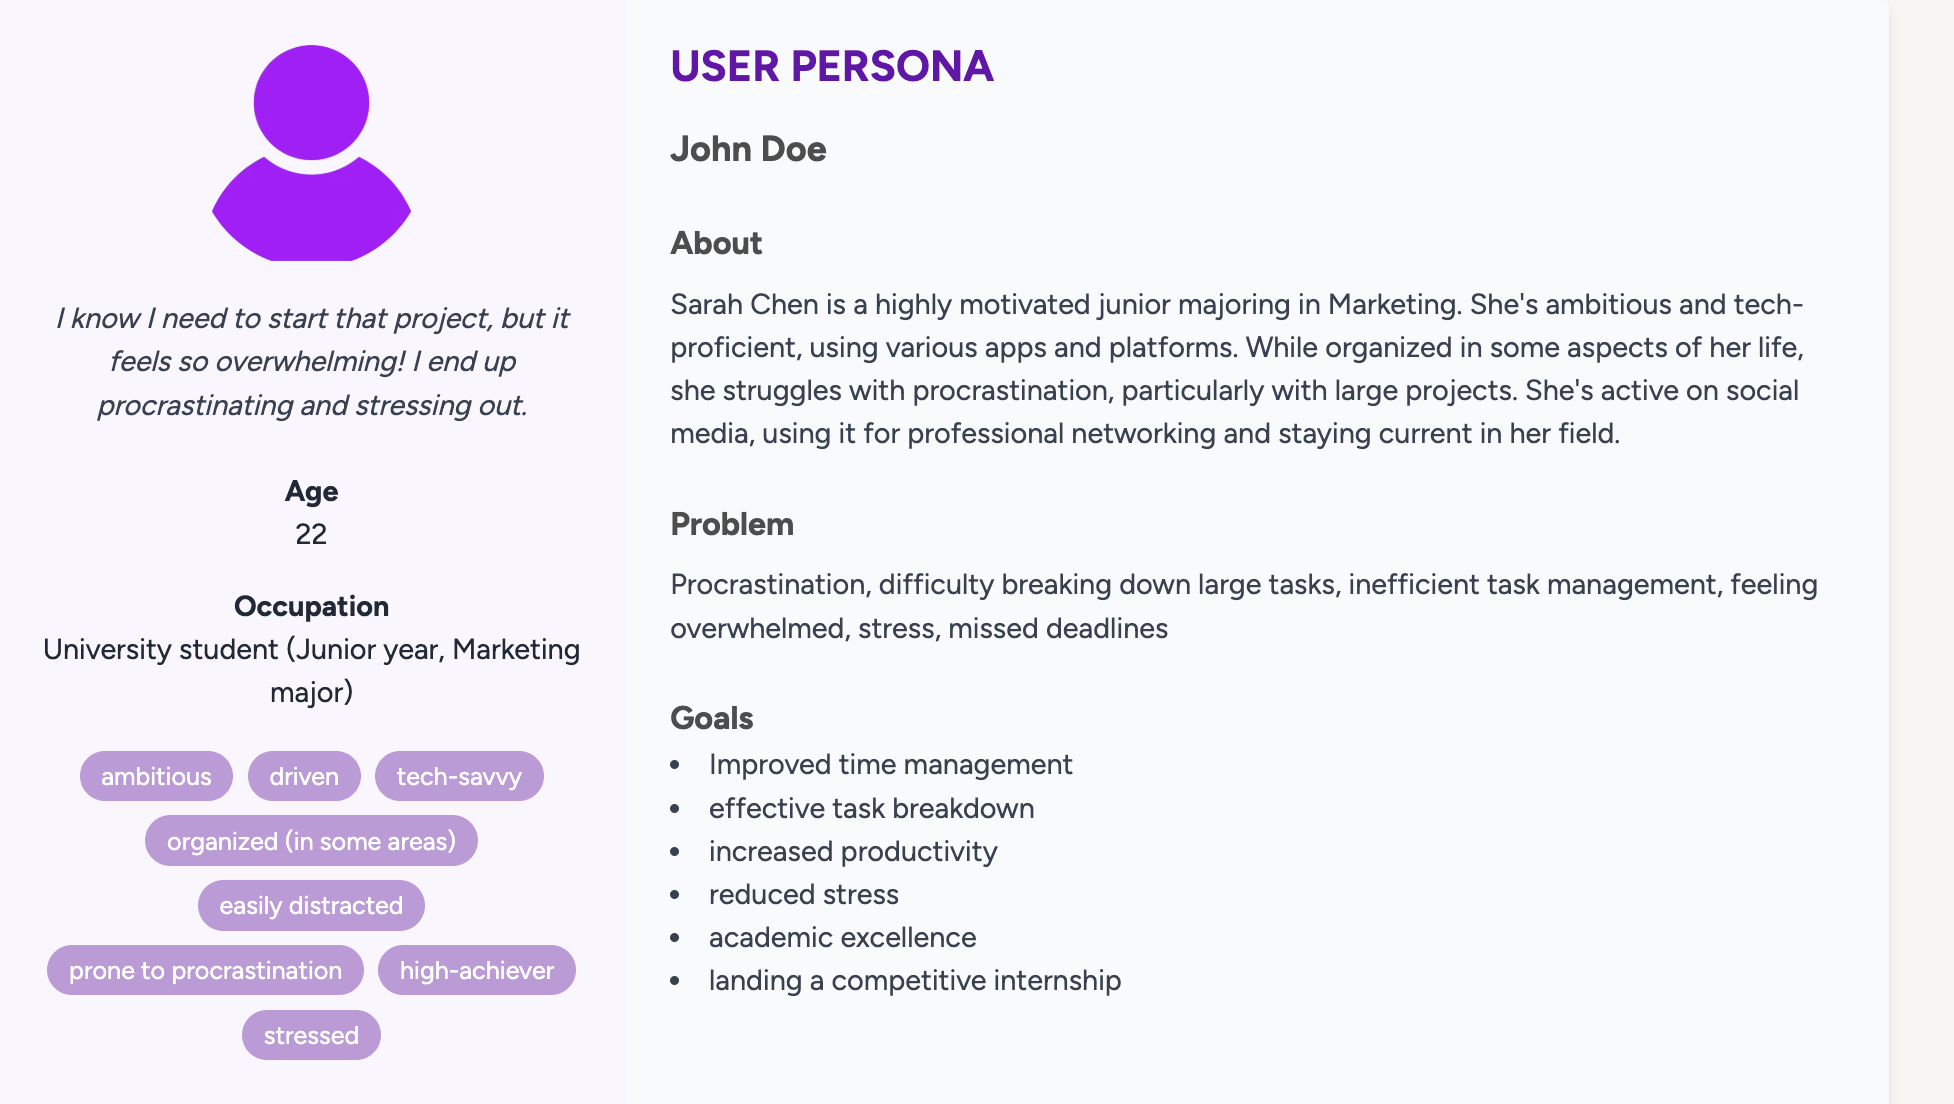 I know I need to start that project, but it
feels so overwhelming! I end up
procrastinating and stressing out.
Age
22
Occupation
University student (Junior year, Marketing
major)
ambitious
driven
tech-savvy
organized (in some areas)
easily distracted
prone to procrastination
high-achiever
stressed
USER PERSONA
John Doe
About
Sarah Chen is a highly motivated junior majoring in Marketing. She's ambitious and tech-
proficient, using various apps and platforms. While organized in some aspects of her life,
she struggles with procrastination, particularly with large projects. She's active on social
media, using it for professional networking and staying current in her field.
Problem
Procrastination, difficulty breaking down large tasks, inefficient task management, feeling
overwhelmed, stress, missed deadlines
Goals
• Improved time management
• effective task breakdown
• increased productivity
• reduced stress
• academic excellence
• landing a competitive internship